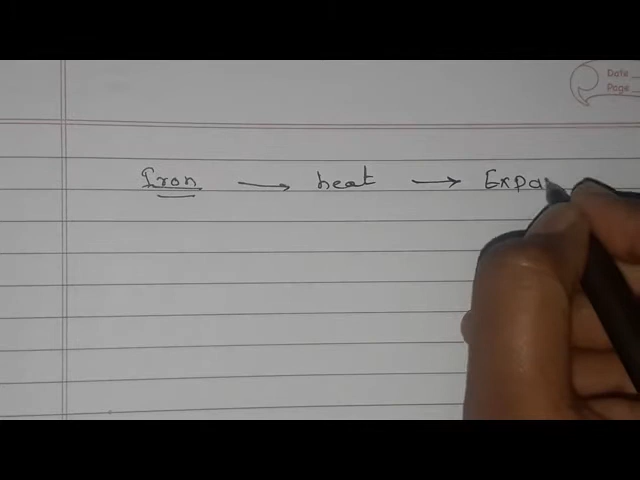 Date
Page
Iron → heat → Expa